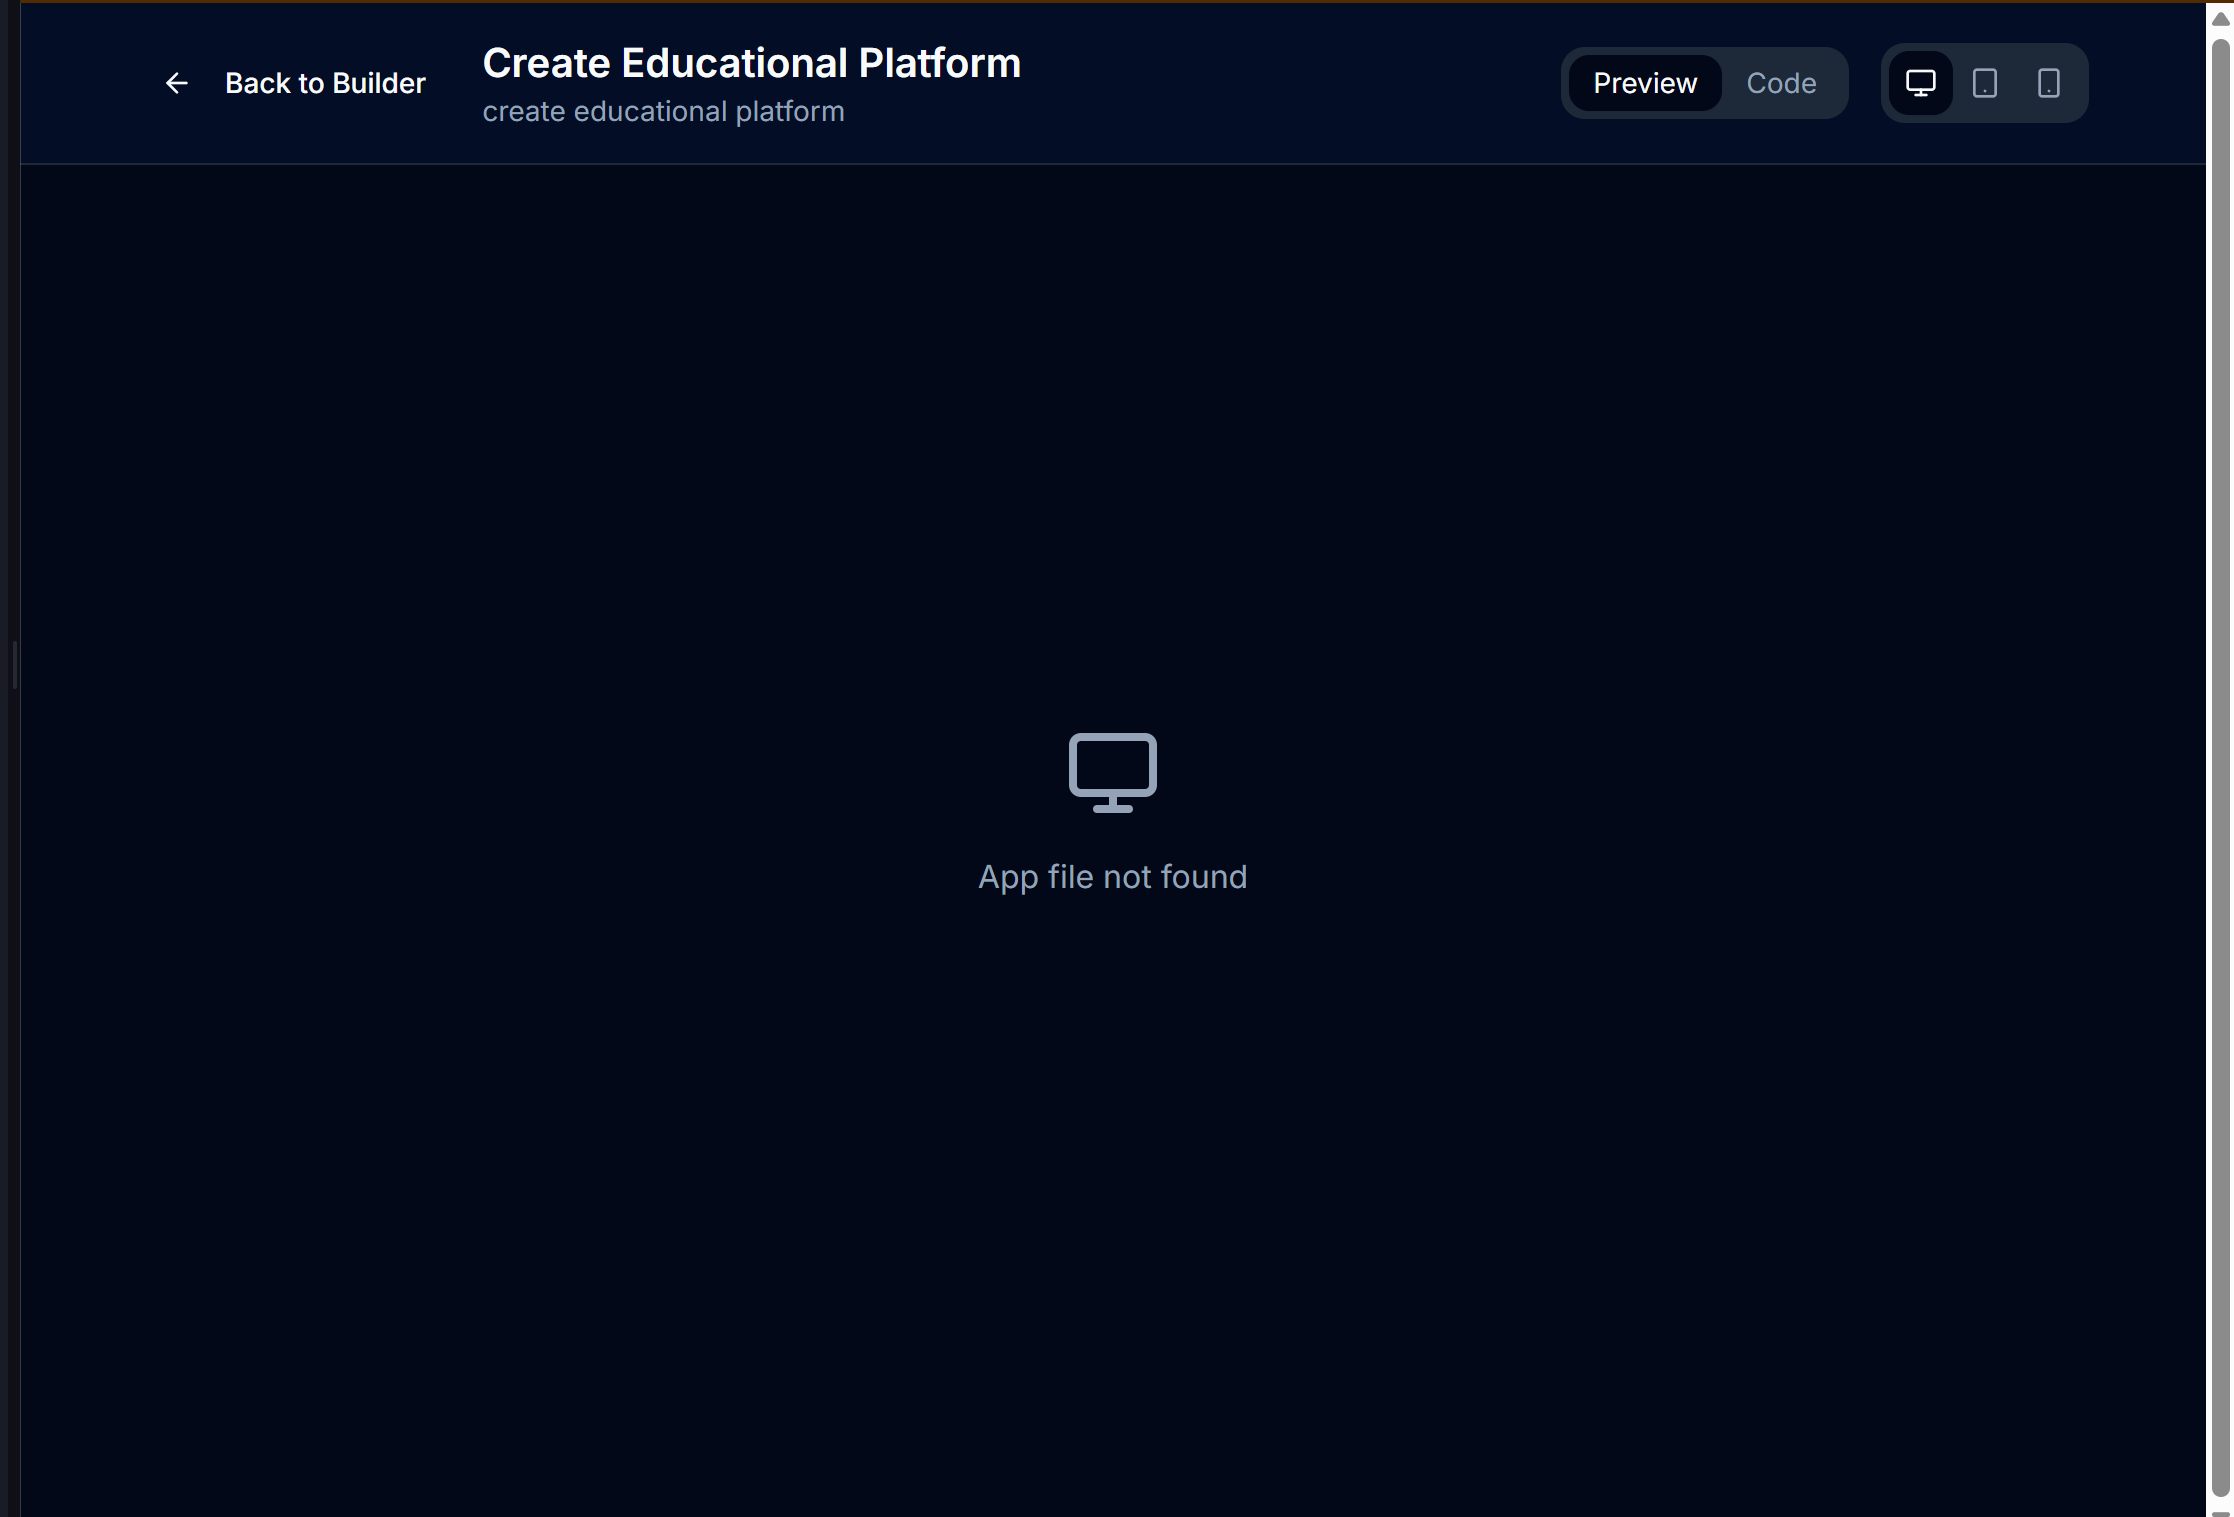 Back to Builder
Create Educational Platform
create educational platform
Preview
Code
App file not found